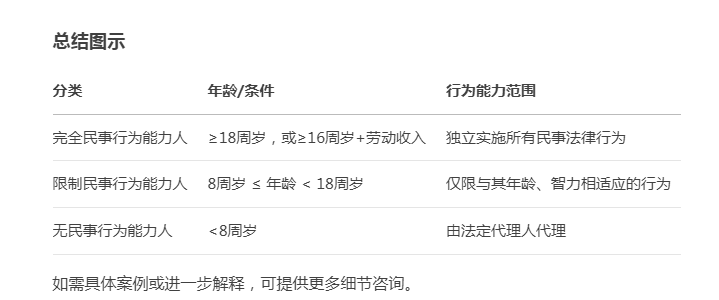 总结图示
分类 年龄/条件 行为能力范围
完全民事行为能力人 ≥18周岁，或≥16周岁+劳动收入 独立实施所有民事法律行为
限制民事行为能力人 8周岁 ≤ 年龄 < 18周岁 仅限与其年龄、智力相适应的行为
无民事行为能力人 <8周岁 由法定代理人代理
如需具体案例或进一步解释，可提供更多细节咨询。